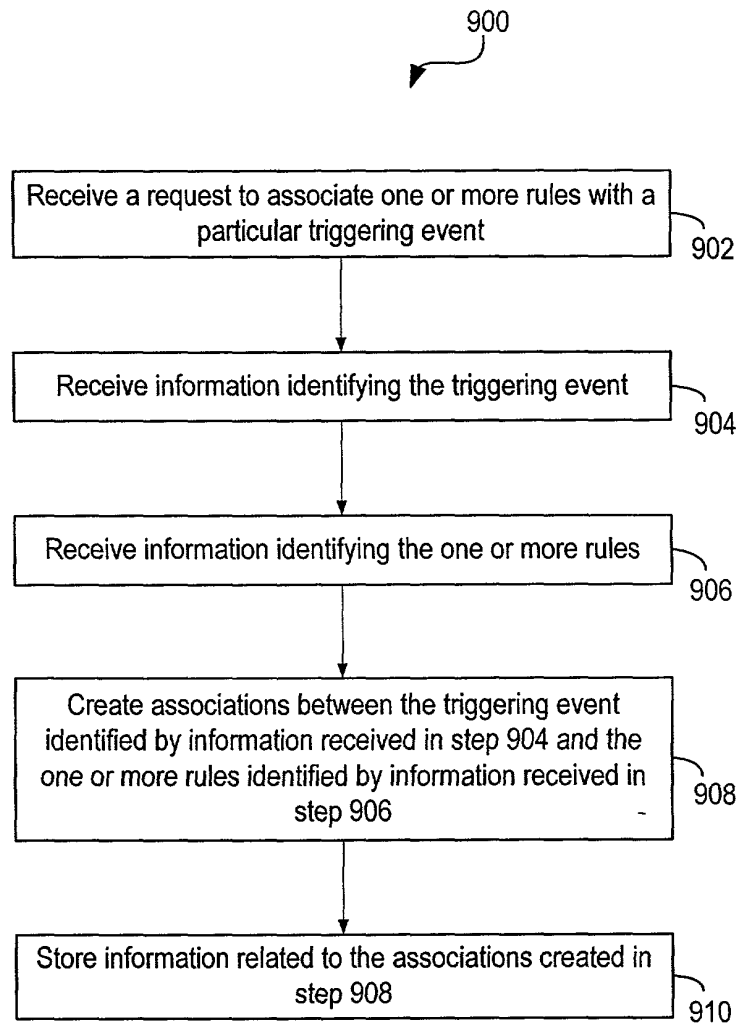 900
Receive a request to associate one or more rules with a
particular triggering event
902
Receive information identifying the triggering event
904
Receive information identifying the one or more rules
906
Create associations between the triggering event
identified by information received in step 904 and the
one or more rules identified by information received in
step 906
908
Store information related to the associations created in
step 908
910